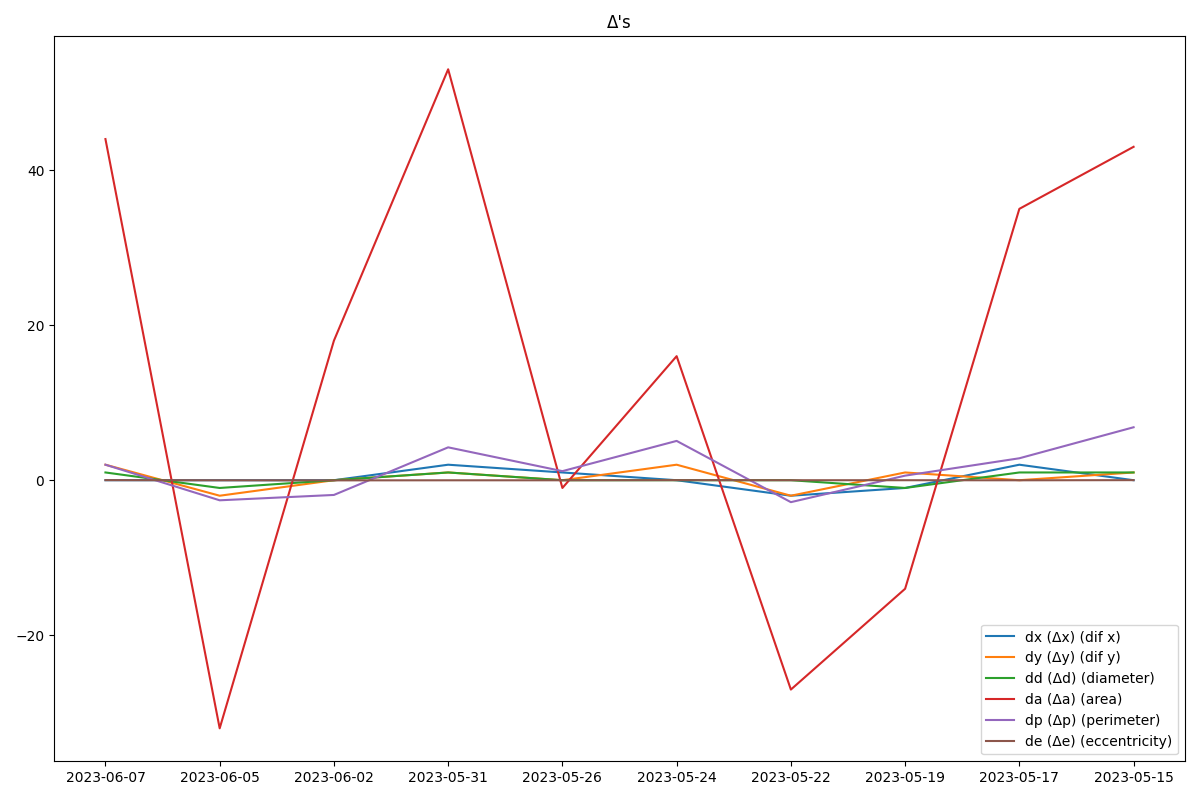 Δ's
40
20
0
−20
2023-06-07 2023-06-05 2023-06-02 2023-05-31 2023-05-26 2023-05-24 2023-05-22 2023-05-19 2023-05-17 2023-05-15
dx (Δx) (dif x)
dy (Δy) (dif y)
dd (Δd) (diameter)
da (Δa) (area)
dp (Δp) (perimeter)
de (Δe) (eccentricity)